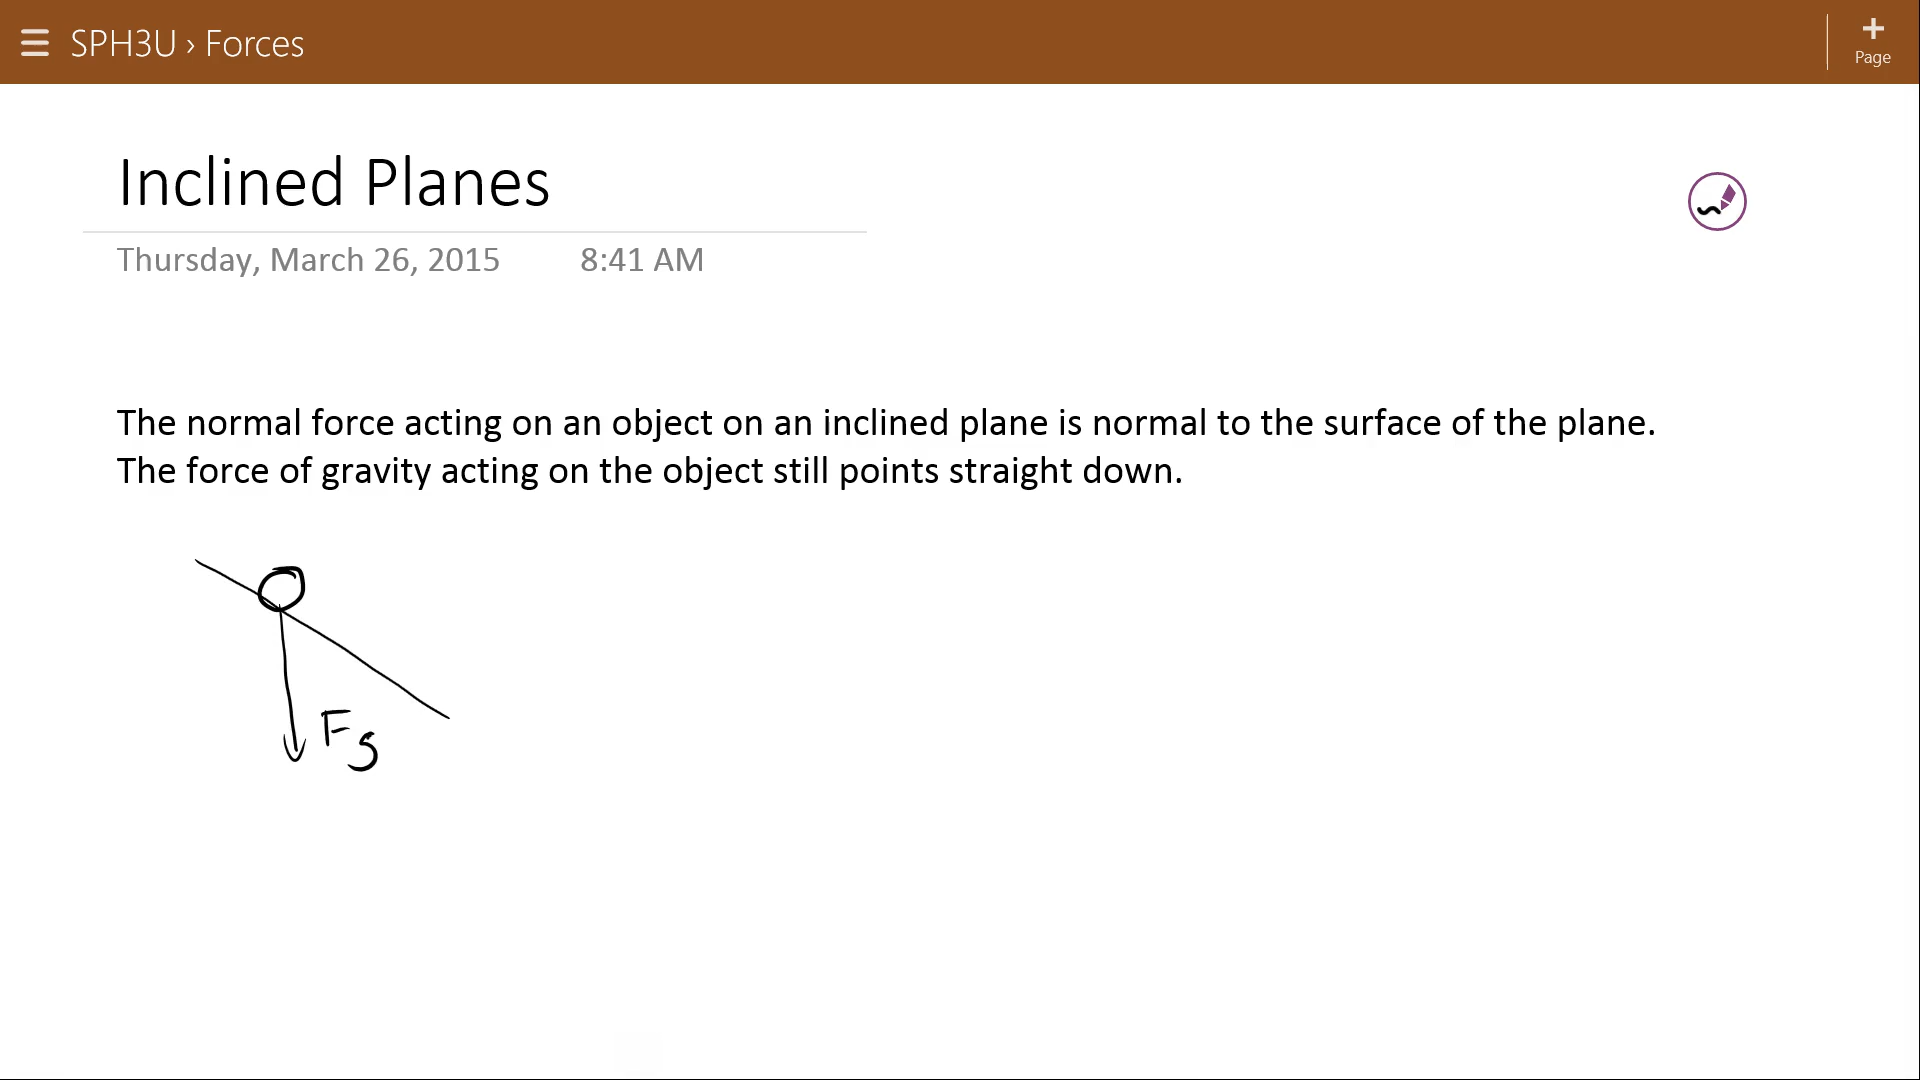 SPH3U › Forces
Page
Inclined Planes
Thursday, March 26, 2015 8:41 AM
The normal force acting on an object on an inclined plane is normal to the surface of the plane.
The force of gravity acting on the object still points straight down.
Fg